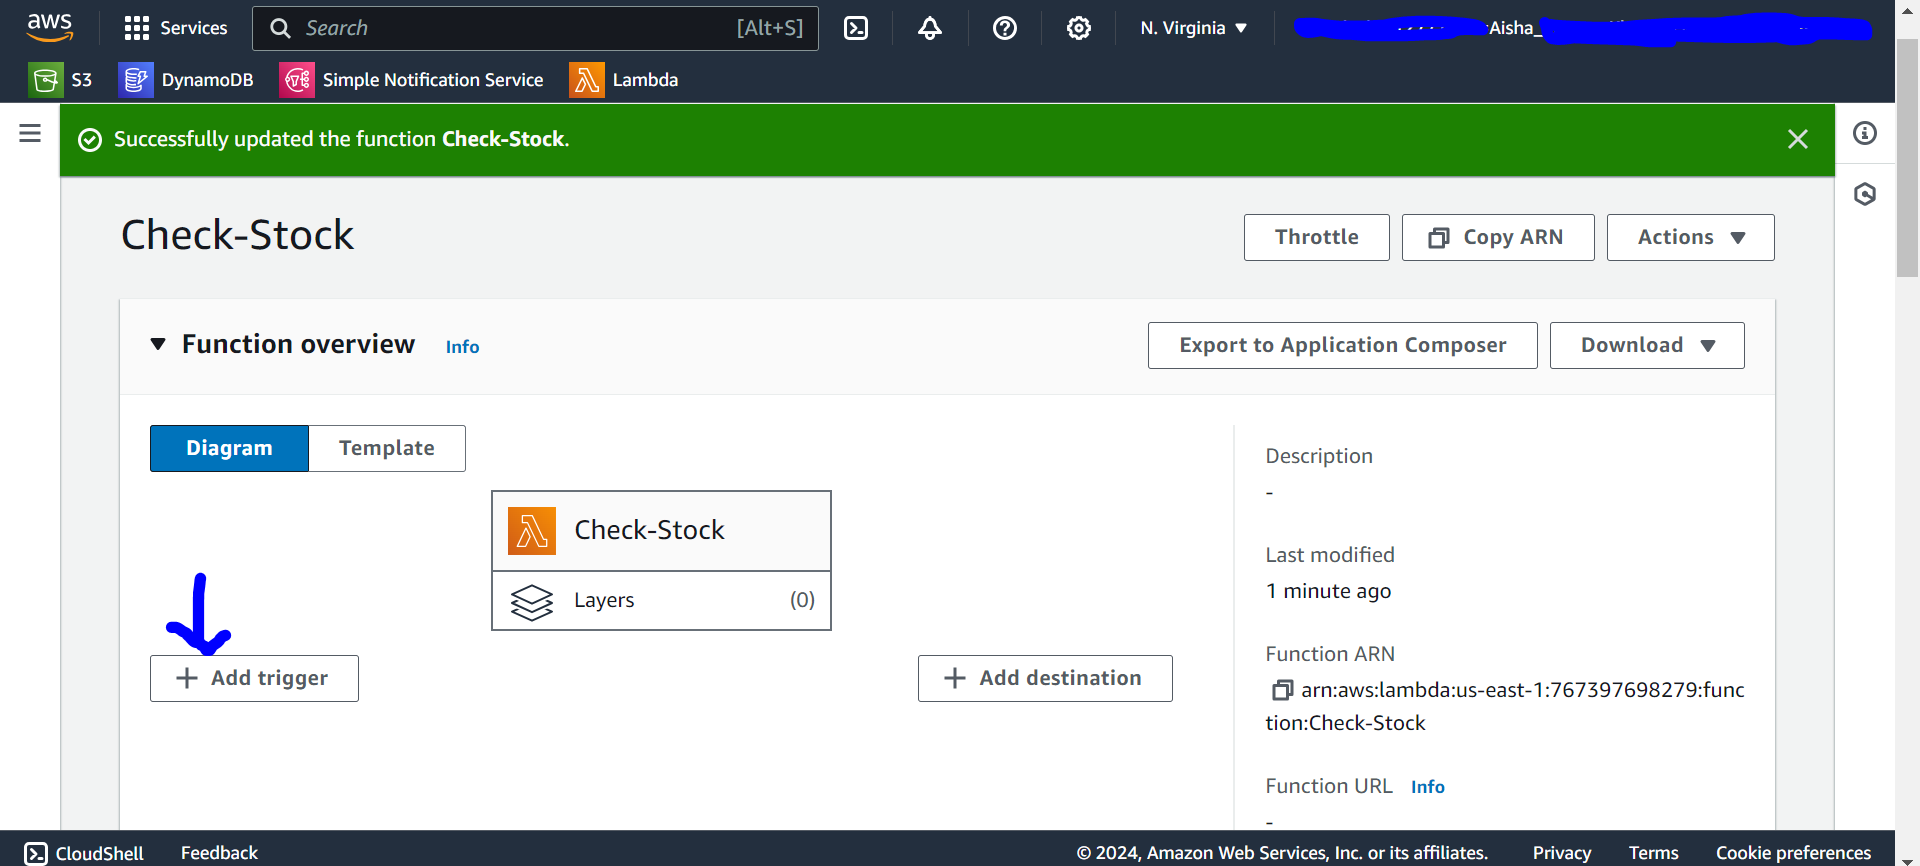 aws Services Search [Alt+S] N. Virginia Aisha_
S3 DynamoDB Simple Notification Service Lambda
Successfully updated the function Check-Stock.
Check-Stock
Throttle Copy ARN Actions
Function overview Info
Export to Application Composer Download
Diagram Template
Check-Stock
Layers (0)
Add trigger
Add destination
Description
-
Last modified
1 minute ago
Function ARN
arn:aws:lambda:us-east-1:767397698279:func
tion:Check-Stock
Function URL Info
-
CloudShell Feedback © 2024, Amazon Web Services, Inc. or its affiliates. Privacy Terms Cookie preferences